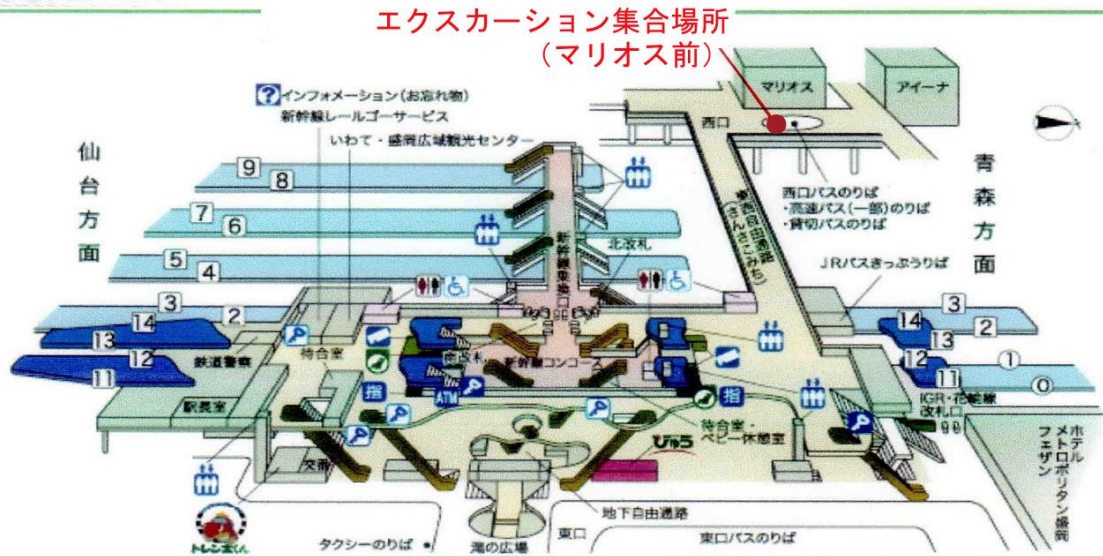 エクスカーション集合場所
（マリオス前）
マリオス
アイーナ
? インフォメーション(お忘れ物)
新幹線レールゴーサービス
いわて・盛岡広域観光センター
西口
仙台方面
青森方面
9
8
7
6
5
4
西口バスのりば
・高速バス(一部)のりば
・貸切バスのりば
北改札
新幹線乗換口
JRバスきっぷうりば
3
2
14
13
12
11
3
2
14
13
12
11
1
0
待合室
鉄道警察
南改札
新幹線コンコース
駅長室
ATM
指
指
IGR・花輪線
改札口
待合室・
ベビー休憩室
びゅう
ホテル
メトロポリタン盛岡
フェザン
交番
地下自由通路
トレン太くん
タクシーのりば
滝の広場
東口
東口バスのりば